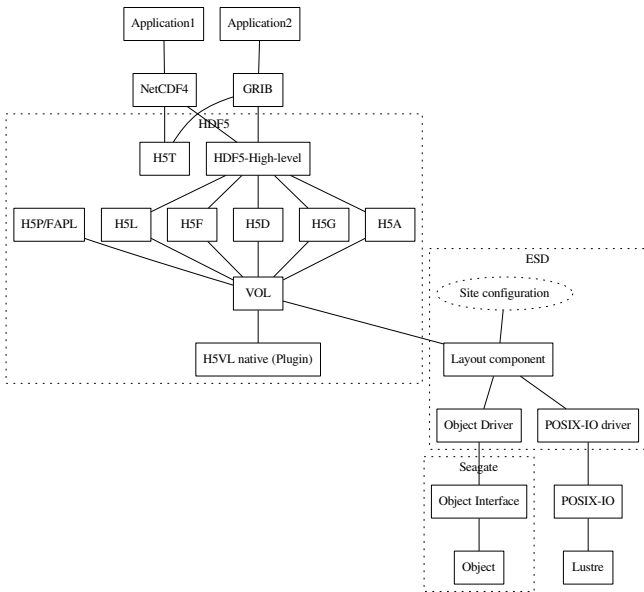 Application1
Application2
NetCDF4
GRIB
HDF5
H5T
HDF5-High-level
H5P/FAPL
H5L
H5F
H5D
H5G
H5A
ESD
VOL
Site configuration
H5VL native (Plugin)
Layout component
Object Driver
POSIX-IO driver
Seagate
Object Interface
POSIX-IO
Object
Lustre